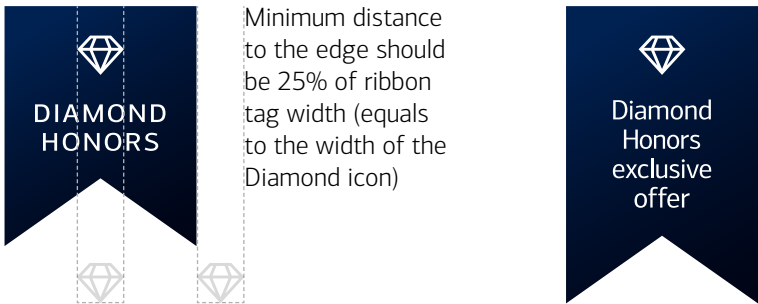 DIAMOND
HONORS
Minimum distance
to the edge should
be 25% of ribbon
tag width (equals
to the width of the
Diamond icon)
Diamond
Honors
exclusive
offer